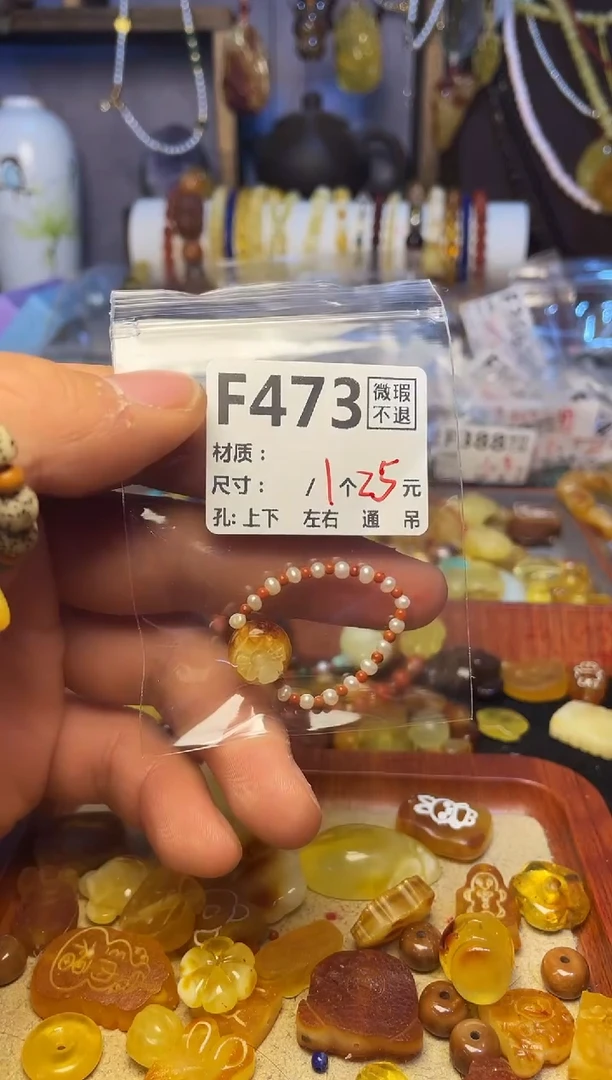 F473
微瑕
不退
材质：
尺寸： /1个25元
孔: 上下 左右 通 吊